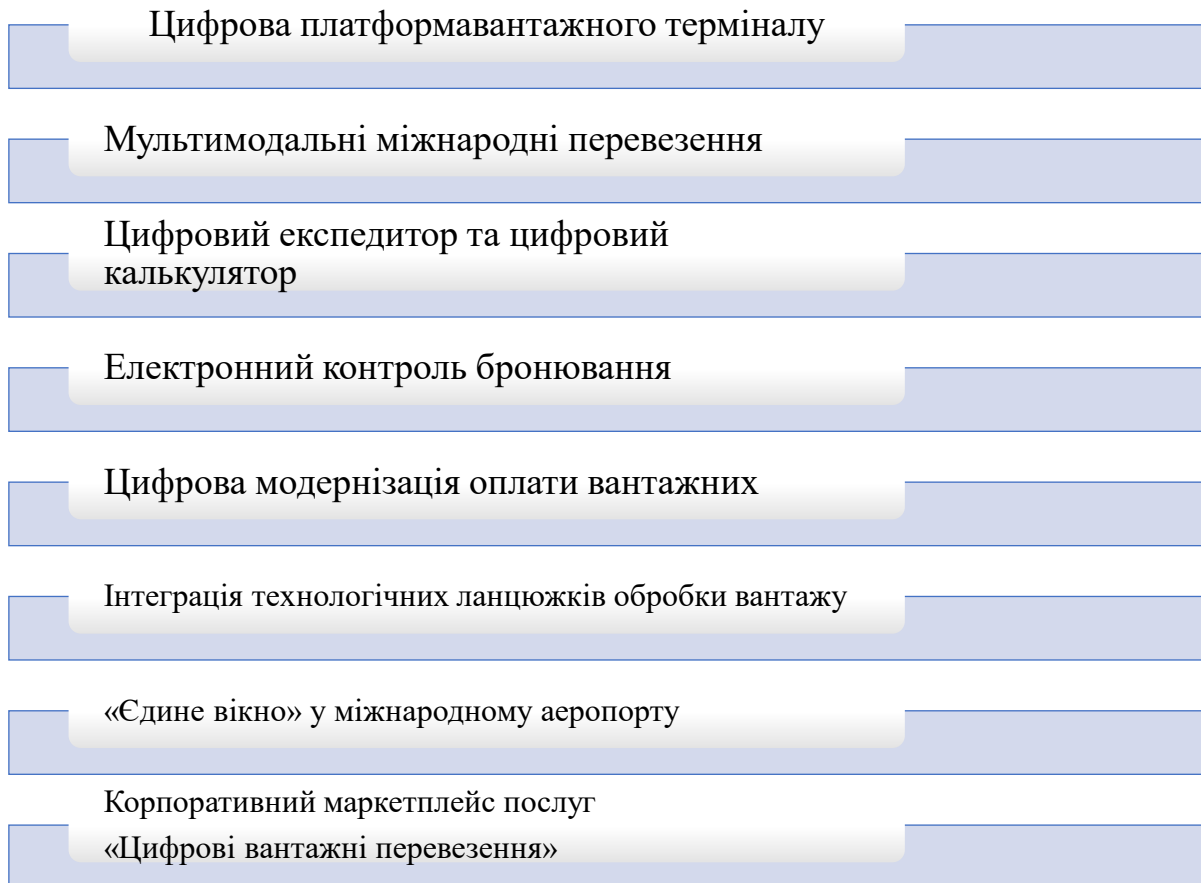 Цифрова платформавантажного терміналу
Мультимодальні міжнародні перевезення
Цифровий експедитор та цифровий
калькулятор
Електронний контроль бронювання
Цифрова модернізація оплати вантажних
Інтеграція технологічних ланцюжків обробки вантажу
«Єдине вікно» у міжнародному аеропорту
Корпоративний маркетплейс послуг
«Цифрові вантажні перевезення»